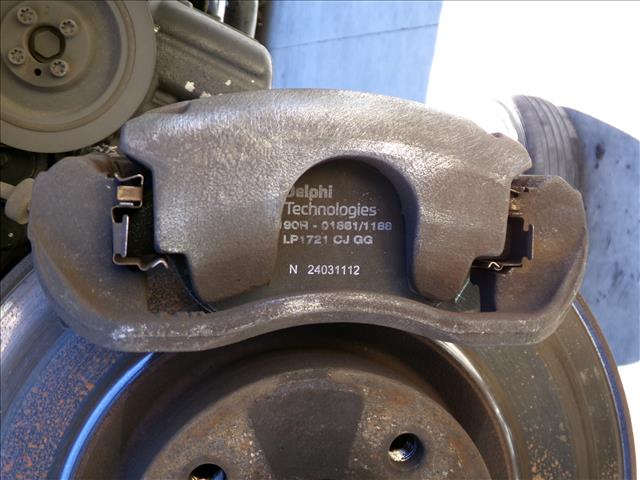 Delphi
Technologies
90R - 01881/1188
LP1721 CJ GG
N 24031112